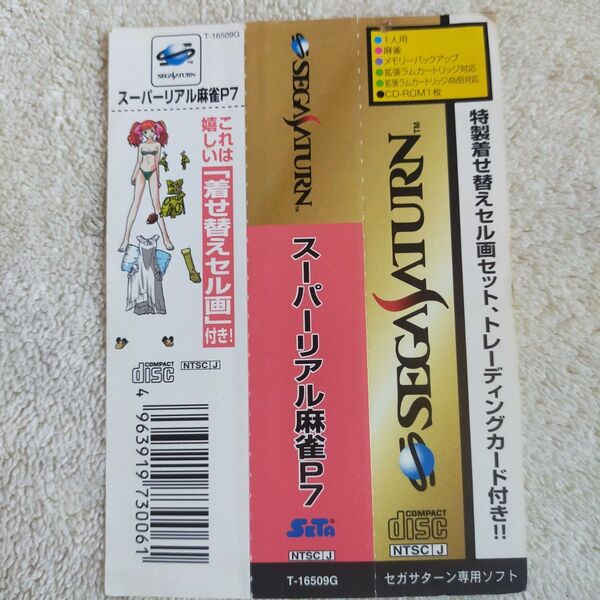 T-16509G
SEGA SATURN™
スーパーリアル麻雀P7
これは
嬉しい「着せ替えセル画」付き!
COMPACT
disc
NTSC J
4963919730061
SEGA SATURN™
スーパーリアル麻雀P7
SETA
NTSC J
T-16509G
●1人用
●麻雀
●メモリーバックアップ
●拡張ラムカートリッジ対応
●拡張ラムカートリッジ4MB対応
●CD-ROM1枚
SEGA SATURN™
特製着せ替えセル画セット、トレーディングカード付き!!
COMPACT
disc
NTSC J
セガサターン専用ソフト